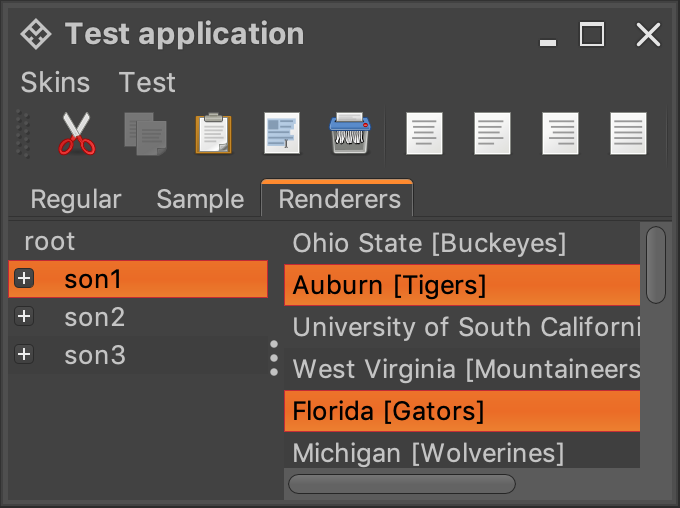 Test application
Skins Test
Regular Sample Renderers
root
son1
son2
son3
Ohio State [Buckeyes]
Auburn [Tigers]
University of South Californi
West Virginia [Mountaineers
Florida [Gators]
Michigan [Wolverines]